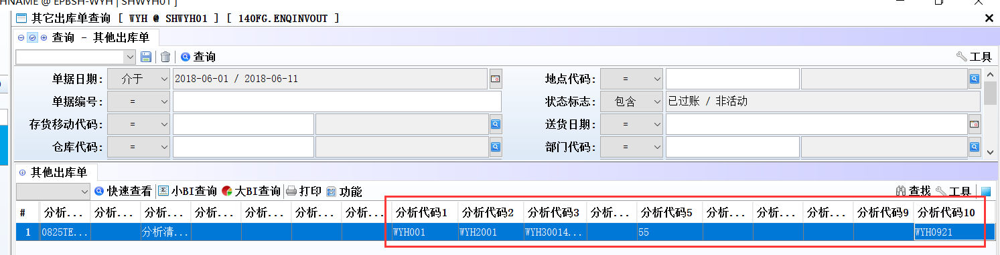 HNAME @ EPBSH-WYH | SHWYH01 ]
其它出库单查询 [ WYH @ SHWYH01 ] [ 140FG.ENQINVOUT ]
查询 - 其他出库单
查询 工具
单据日期: 介于 2018-06-01 / 2018-06-11 地点代码: =
单据编号: = 状态标志: 包含 已过账 / 非活动
存货移动代码: = 送货日期: =
仓库代码: = 部门代码: =
其他出库单
快速查看 小BI查询 大BI查询 打印 功能 查找 工具
# 分析... 分析... 分析... 分析... 分析... 分析... 分析... 分析代码1 分析代码2 分析代码3 分析... 分析代码5 分析... 分析... 分析... 分析代码9 分析代码10
1 0825TE... 分析清... WYH001 WYH2001 WYH30014... 55 WYH0921